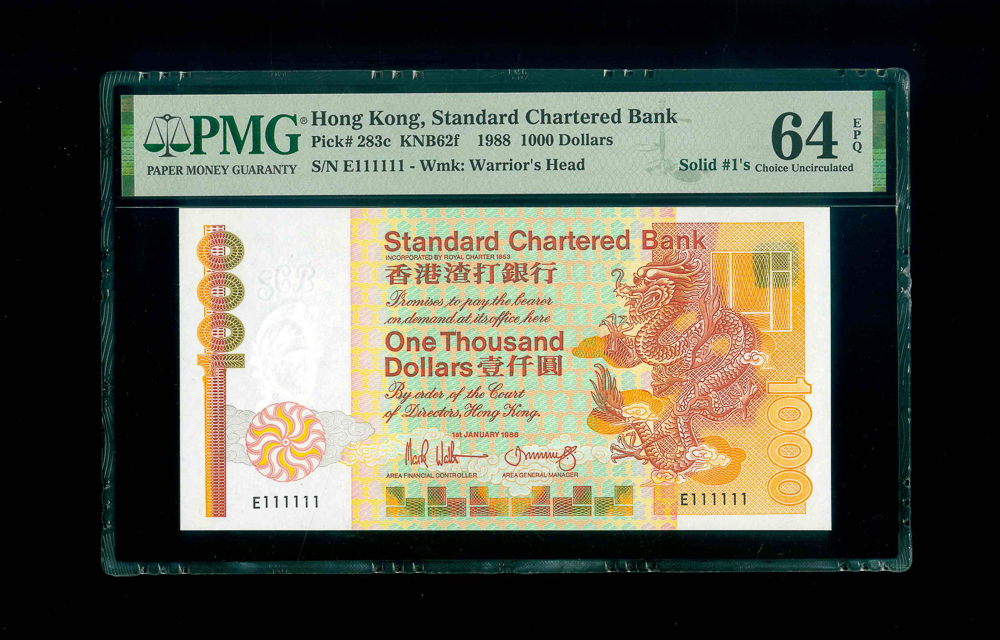 PMG®
PAPER MONEY GUARANTY
Hong Kong, Standard Chartered Bank
Pick# 283c KNB62f 1988 1000 Dollars
S/N E111111 - Wmk: Warrior's Head
Solid #1's
64
EPQ
Choice Uncirculated
1000
SCB
Standard Chartered Bank
INCORPORATED BY ROYAL CHARTER 1853
香港渣打銀行
Promises to pay the bearer
on demand at its office here
One Thousand
Dollars 壹仟圓
By order of the Court
of Directors, Hong Kong.
1st JANUARY 1988
Mark Walk
AREA FINANCIAL CONTROLLER
AREA GENERAL MANAGER
1000
E111111
E111111